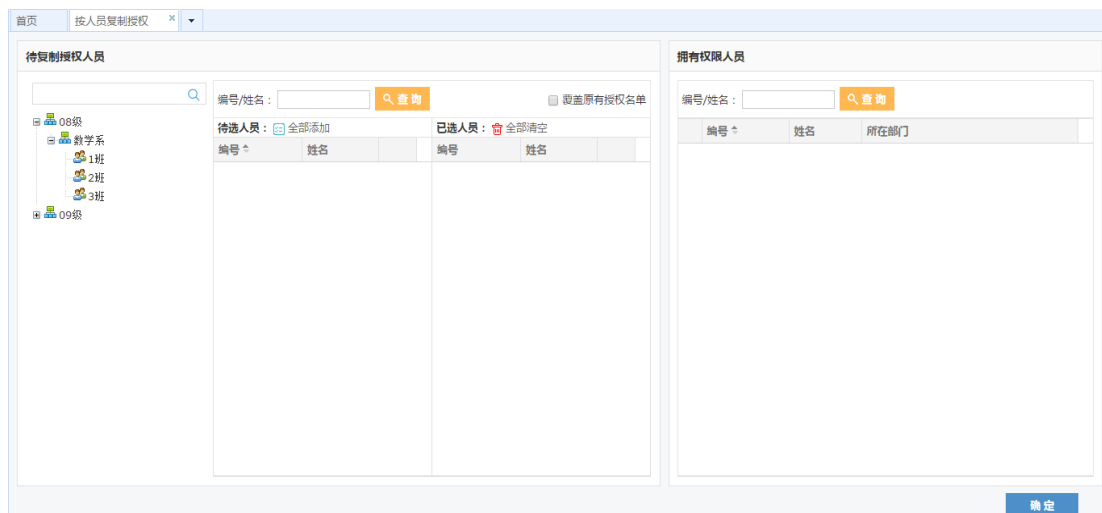 首页 按人员复制授权
待复制授权人员
编号/姓名： 查询 覆盖原有授权名单
08级
数学系
1班
2班
3班
09级
待选人员： 全部添加 已选人员： 全部清空
编号 姓名 编号 姓名
拥有权限人员
编号/姓名： 查询
编号 姓名 所在部门
确定